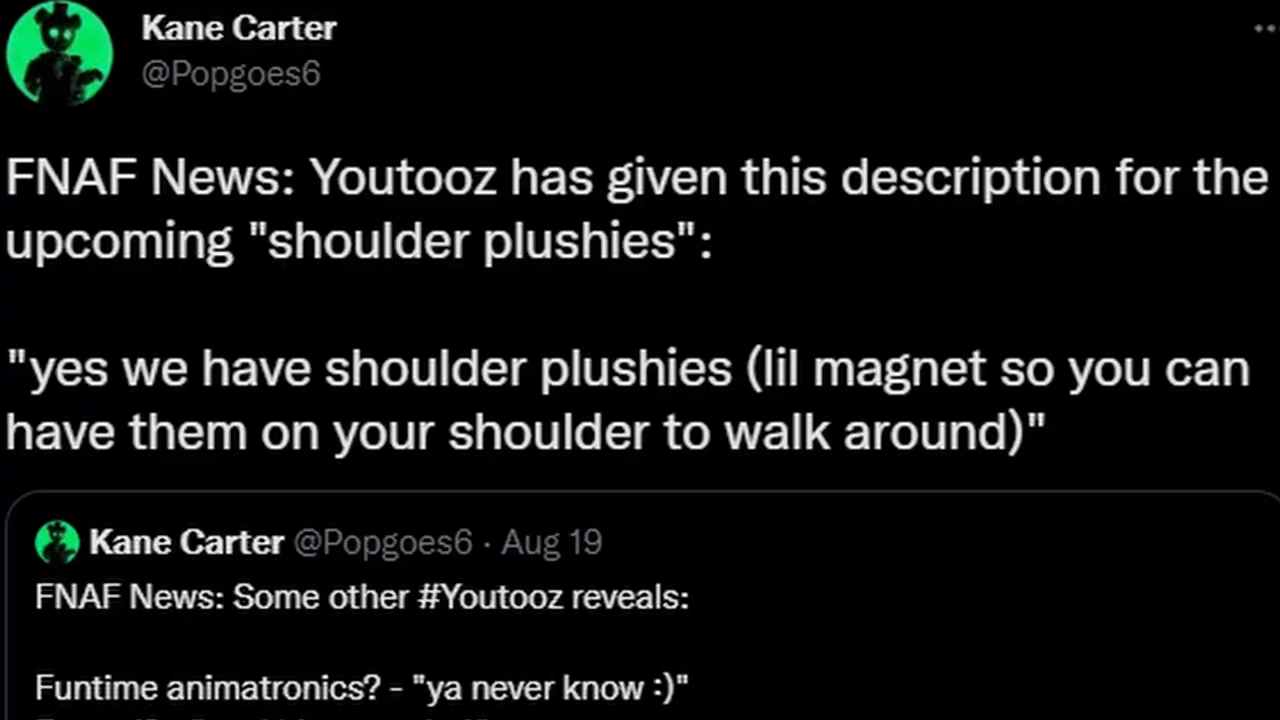 Kane Carter
@Popgoes6
FNAF News: Youtooz has given this description for the
upcoming "shoulder plushies":
"yes we have shoulder plushies (lil magnet so you can
have them on your shoulder to walk around)"
Kane Carter @Popgoes6 · Aug 19
FNAF News: Some other #Youtooz reveals:
Funtime animatronics? - "ya never know :)"